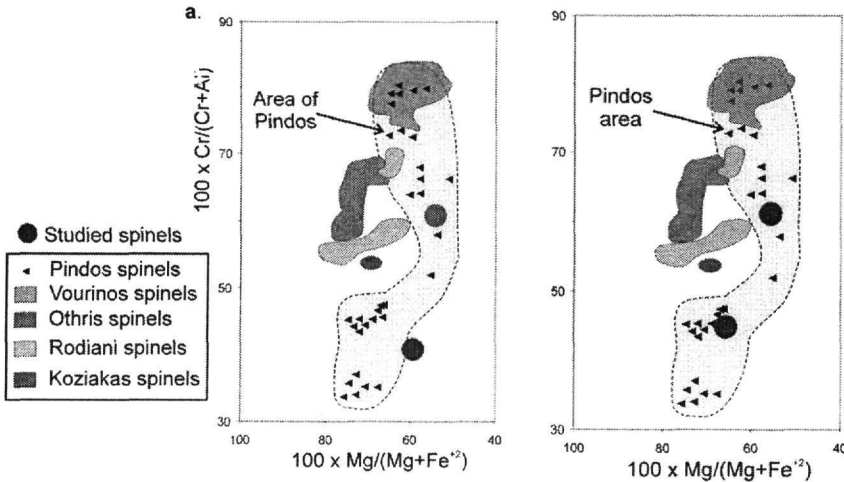 a.
90
70
50
30
100
80
60
40
100 x Cr/(Cr+Al)
100 x Mg/(Mg+Fe+2)
Area of
Pindos
Studied spinels
Pindos spinels
Vourinos spinels
Othris spinels
Rodiani spinels
Koziakas spinels
90
70
50
30
100
80
60
40
100 x Mg/(Mg+Fe+2)
Pindos
area